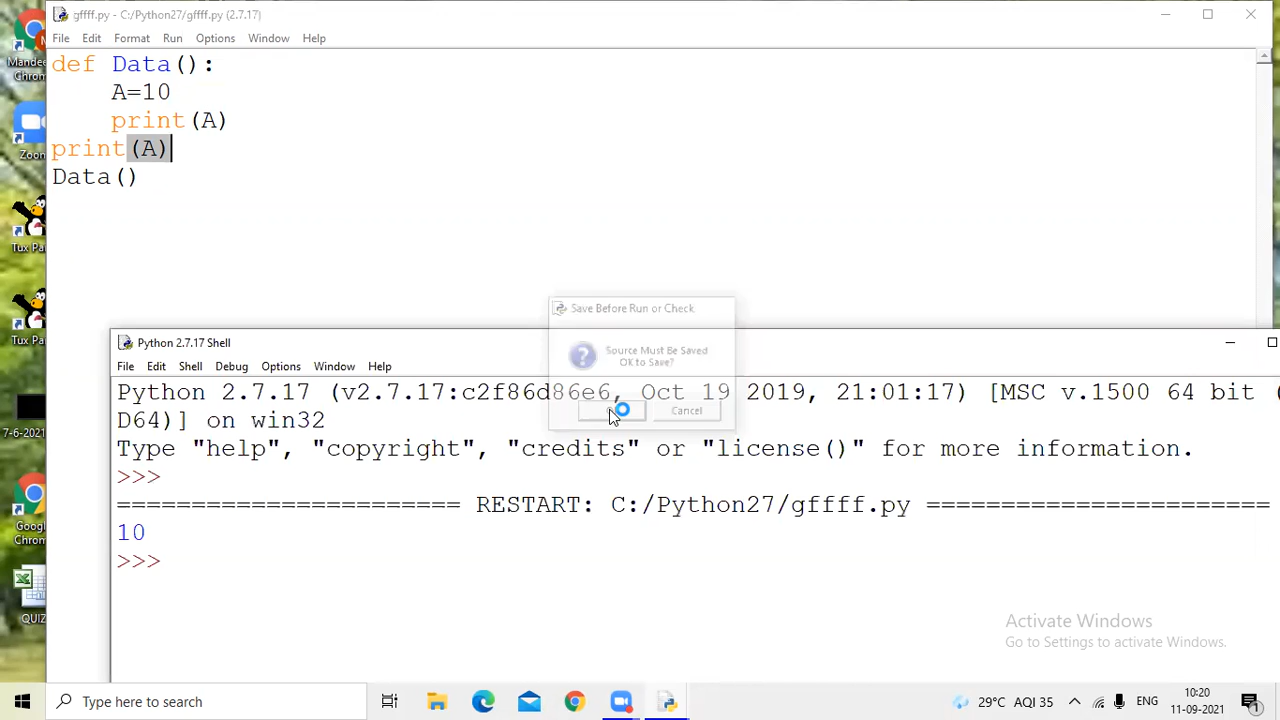 gffff.py - C:/Python27/gffff.py (2.7.17)
File Edit Format Run Options Window Help
def Data():
A=10
print(A)
print(A)
Data()
Save Before Run or Check
Source Must Be Saved
OK to Save?
Cancel
Python 2.7.17 Shell
File Edit Shell Debug Options Window Help
Python 2.7.17 (v2.7.17:c2f86d86e6, Oct 19 2019, 21:01:17) [MSC v.1500 64 bit (
D64)] on win32
Type "help", "copyright", "credits" or "license()" for more information.
>>>
====================== RESTART: C:/Python27/gffff.py ======================
10
>>>
Chrom
Zoom
Tux Pai
Tux Pai
7-6-2021
Google
Chrom
QUIZ
Activate Windows
Go to Settings to activate Windows.
Type here to search
29°C AQI 35
ENG
10:20
11-09-2021
1